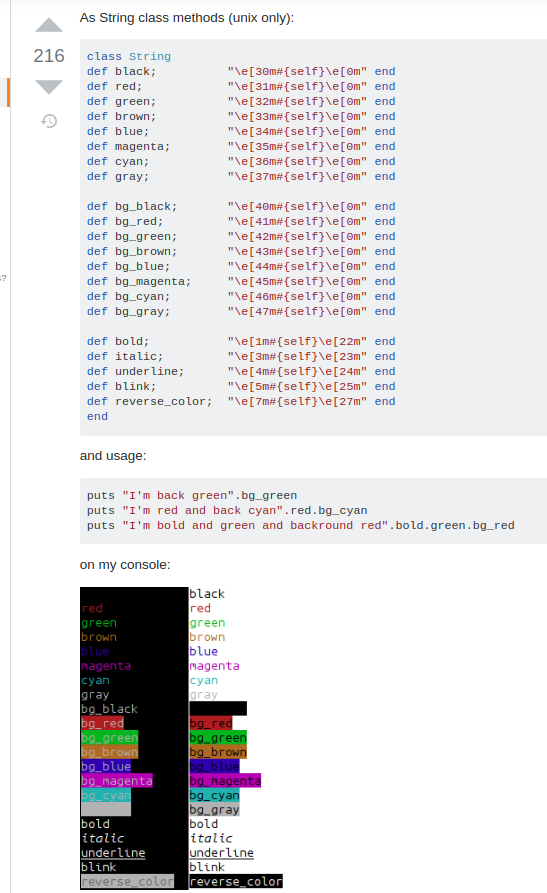 As String class methods (unix only):
216
class String
def black;          "\e[30m#{self}\e[0m" end
def red;            "\e[31m#{self}\e[0m" end
def green;          "\e[32m#{self}\e[0m" end
def brown;          "\e[33m#{self}\e[0m" end
def blue;           "\e[34m#{self}\e[0m" end
def magenta;        "\e[35m#{self}\e[0m" end
def cyan;           "\e[36m#{self}\e[0m" end
def gray;           "\e[37m#{self}\e[0m" end
def bg_black;       "\e[40m#{self}\e[0m" end
def bg_red;         "\e[41m#{self}\e[0m" end
def bg_green;       "\e[42m#{self}\e[0m" end
def bg_brown;       "\e[43m#{self}\e[0m" end
def bg_blue;        "\e[44m#{self}\e[0m" end
def bg_magenta;     "\e[45m#{self}\e[0m" end
def bg_cyan;        "\e[46m#{self}\e[0m" end
def bg_gray;        "\e[47m#{self}\e[0m" end
def bold;           "\e[1m#{self}\e[22m" end
def italic;         "\e[3m#{self}\e[23m" end
def underline;      "\e[4m#{self}\e[24m" end
def blink;          "\e[5m#{self}\e[25m" end
def reverse_color;  "\e[7m#{self}\e[27m" end
end
and usage:
puts "I'm back green".bg_green
puts "I'm red and back cyan".red.bg_cyan
puts "I'm bold and green and backround red".bold.green.bg_red
on my console:
black
red red
green green
brown brown
blue blue
magenta magenta
cyan cyan
gray gray
bg_black
bg_red bg_red
bg_green bg_green
bg_brown bg_brown
bg_blue bg_blue
bg_magenta bg_magenta
bg_cyan bg_cyan
bg_gray
bold bold
italic italic
underline underline
blink blink
reverse_color reverse_color